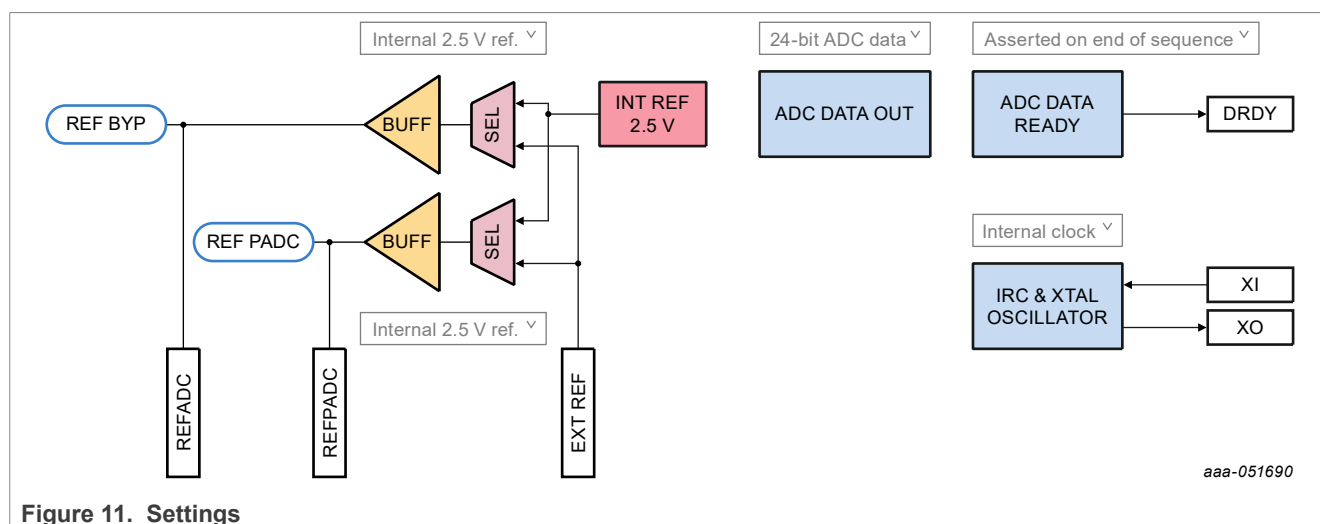 Internal 2.5 V ref.
24-bit ADC data
Asserted on end of sequence
REF BYP
BUFF
SEL
INT REF
2.5 V
ADC DATA OUT
ADC DATA
READY
DRDY
REF PADC
BUFF
SEL
Internal clock
Internal 2.5 V ref.
IRC & XTAL
OSCILLATOR
XI
XO
REFADC
REFPADC
EXT REF
aaa-051690
Figure 11. Settings